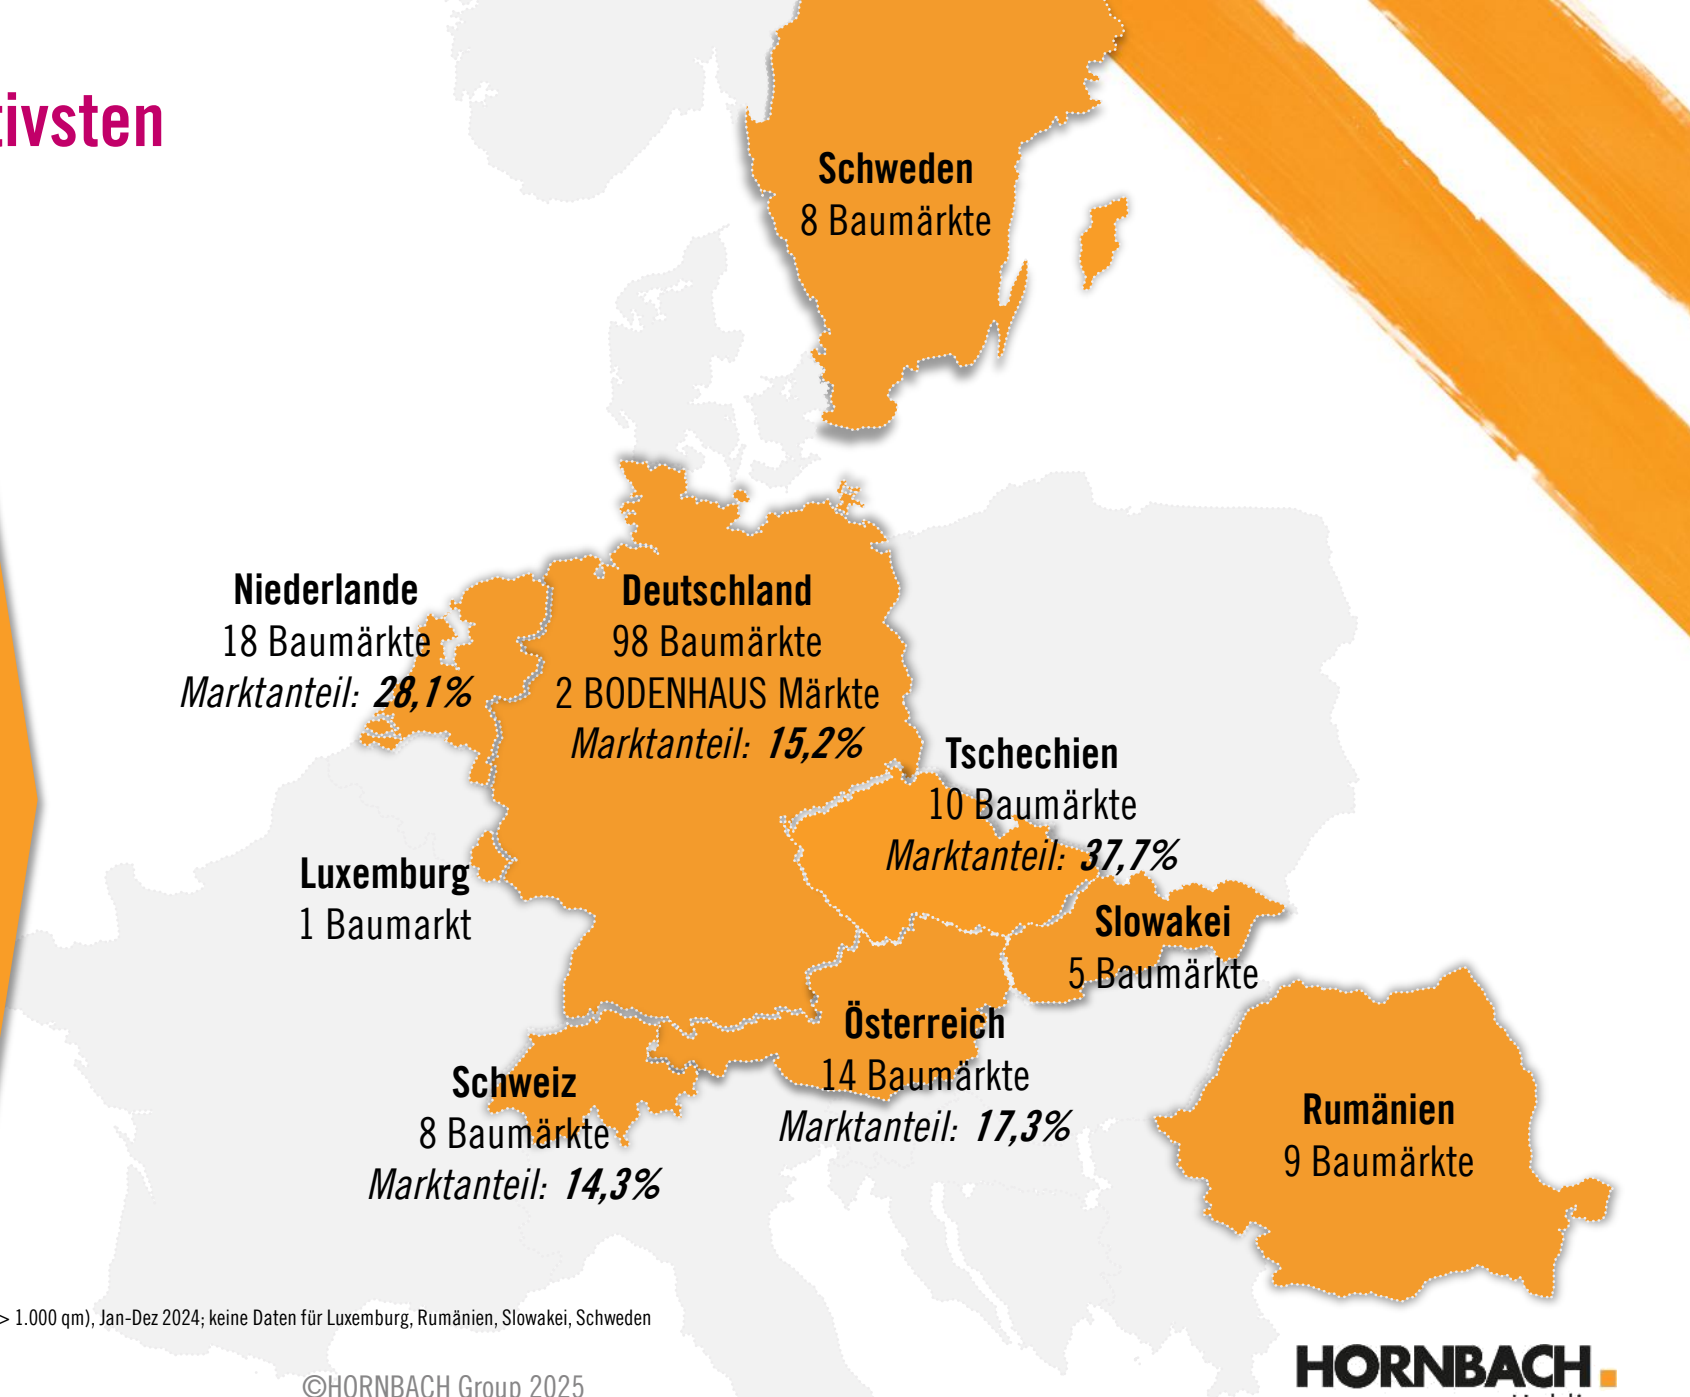 tivsten
Schweden
8 Baumärkte
Niederlande
18 Baumärkte
Marktanteil: 28,1%
Deutschland
98 Baumärkte
2 BODENHAUS Märkte
Marktanteil: 15,2%
Tschechien
10 Baumärkte
Marktanteil: 37,7%
Luxemburg
1 Baumarkt
Slowakei
5 Baumärkte
Österreich
14 Baumärkte
Marktanteil: 17,3%
Schweiz
8 Baumärkte
Marktanteil: 14,3%
Rumänien
9 Baumärkte
> 1.000 qm), Jan-Dez 2024; keine Daten für Luxemburg, Rumänien, Slowakei, Schweden
©HORNBACH Group 2025
HORNBACH